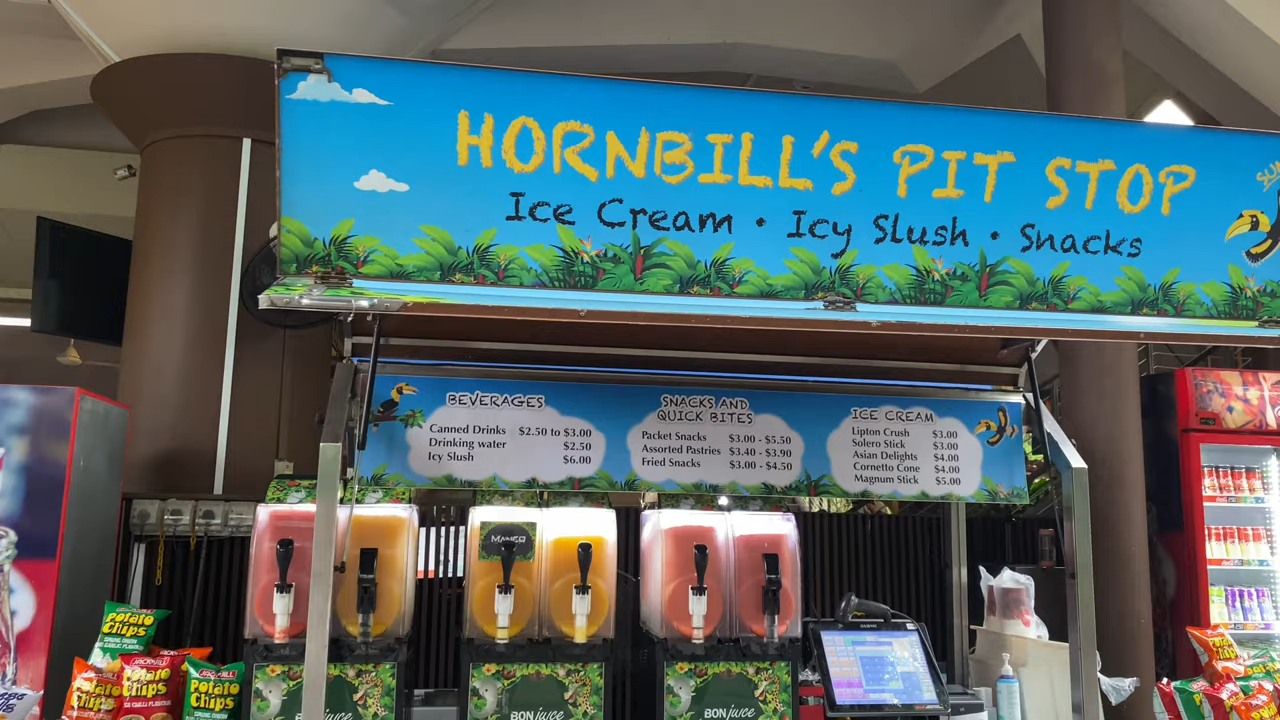 HORNBILL'S PIT STOP
Ice Cream • Icy Slush • Snacks
BEVERAGES
Canned Drinks $2.50 to $3.00
Drinking water $2.50
Icy Slush $6.00
SNACKS AND
QUICK BITES
Packet Snacks $3.00 - $5.50
Assorted Pastries $3.40 - $3.90
Fried Snacks $3.00 - $4.50
ICE CREAM
Lipton Crush $3.00
Solero Stick $3.00
Asian Delights $4.00
Cornetto Cone $4.00
Magnum Stick $5.00
MANGO
BONjuice
BONjuice
JACK 'n JILL
Potato
Chips
Potato
Chips
Potato
Chips